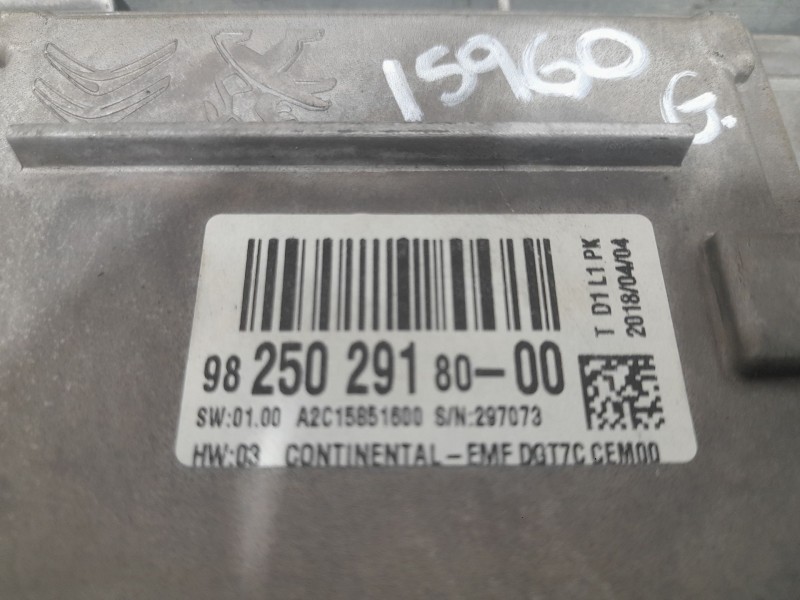 15960
G.
T D1 L1 PK
2018/04/04
98 250 291 80-00
SW:01.00 A2C15851600 S/N:297073
HW:03 CONTINENTAL-EMF DGT7C CEM00